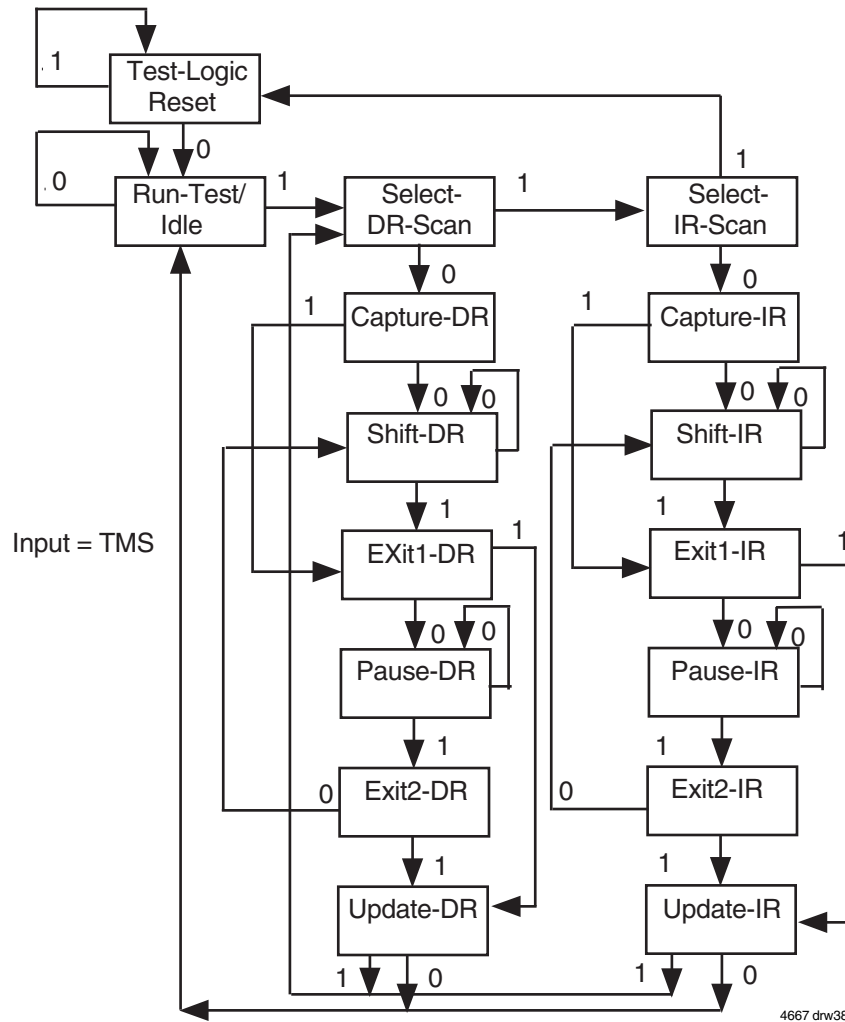 .1
Test-Logic
Reset
0
.0
Run-Test/
Idle
1
Select-
DR-Scan
1
Select-
IR-Scan
1
0
0
1
Capture-DR
1
Capture-IR
0
0
0
0
Shift-DR
Shift-IR
1
1
Input = TMS
EXit1-DR
1
Exit1-IR
1
0
0
0
0
Pause-DR
Pause-IR
1
1
0
Exit2-DR
0
Exit2-IR
1
1
Update-DR
Update-IR
1
0
1
0
4667 drw38